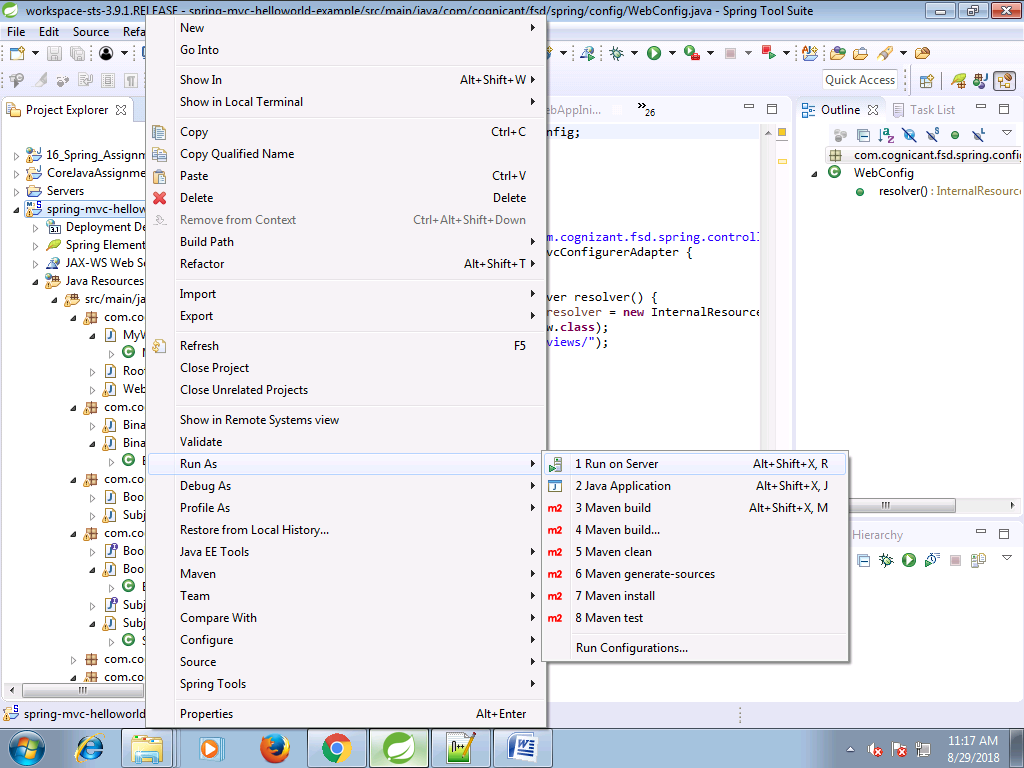 workspace-sts-3.9.1.RELEASE - spring-mvc-helloworld-example/src/main/java/com/cognicant/fsd/spring/config/WebConfig.java - Spring Tool Suite
File Edit Source Refa
Quick Access
Project Explorer
16_Spring_Assignm
CoreJavaAssignme
Servers
spring-mvc-hellow
Deployment De
Spring Element
JAX-WS Web Se
Java Resources
src/main/ja
com.co
MyW
Root
Web
com.co
Bina
Bina
com.co
Boo
Subj
com.co
Boo
Boo
Subj
Subj
com.co
com.co
spring-mvc-helloworld
New
Go Into
Show In Alt+Shift+W
Show in Local Terminal
Copy Ctrl+C
Copy Qualified Name
Paste Ctrl+V
Delete Delete
Remove from Context Ctrl+Alt+Shift+Down
Build Path
Refactor Alt+Shift+T
Import
Export
Refresh F5
Close Project
Close Unrelated Projects
Show in Remote Systems view
Validate
Run As
Debug As
Profile As
Restore from Local History...
Java EE Tools
Maven
Team
Compare With
Configure
Source
Spring Tools
Properties Alt+Enter
1 Run on Server Alt+Shift+X, R
2 Java Application Alt+Shift+X, J
3 Maven build Alt+Shift+X, M
4 Maven build...
5 Maven clean
6 Maven generate-sources
7 Maven install
8 Maven test
Run Configurations...
ebAppIni...
26
nfig;
m.cognizant.fsd.spring.controll
vcConfigurerAdapter {
ver resolver() {
resolver = new InternalResource
w.class);
views/");
Outline Task List
com.cognicant.fsd.spring.config
WebConfig
resolver() : InternalResource
Hierarchy
11:17 AM
8/29/2018